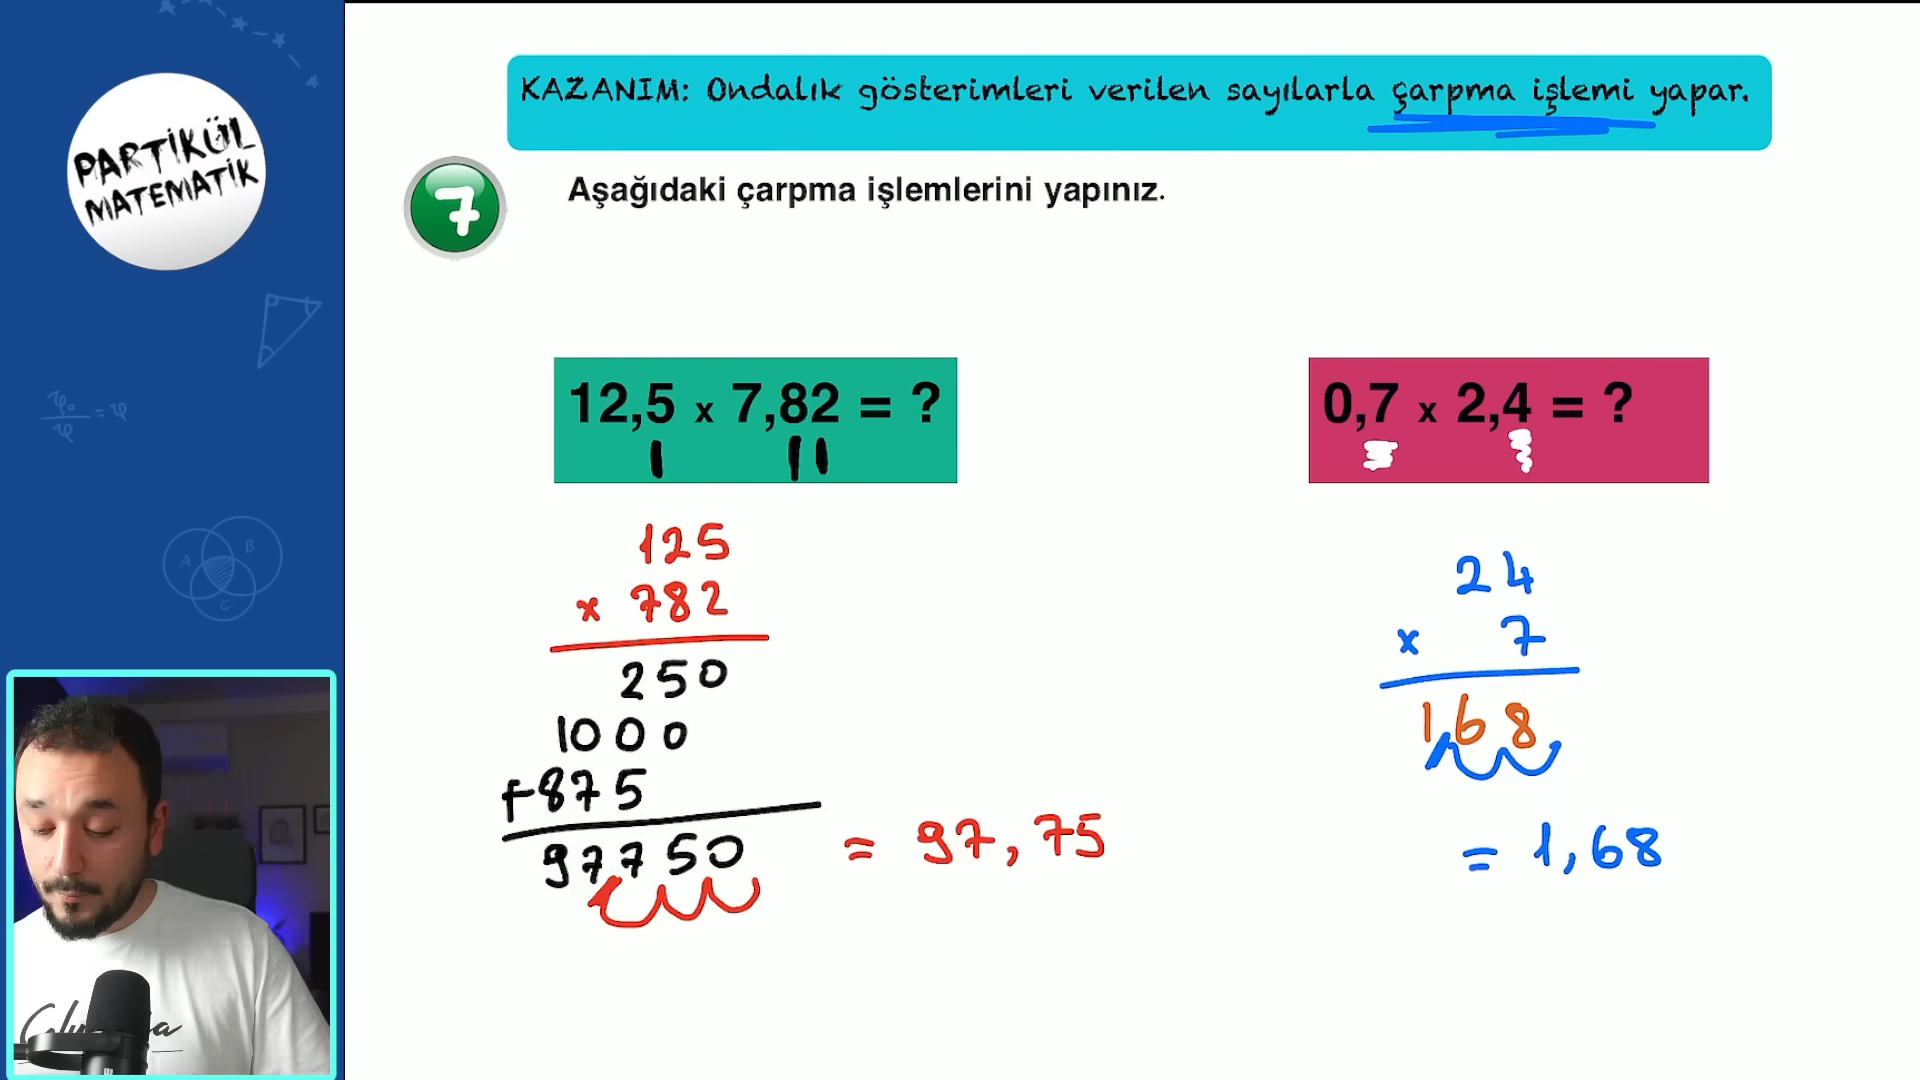 PARTİKÜL
MATEMATİK
KAZANIM: Ondalık gösterimleri verilen sayılarla çarpma işlemi yapar.
7
Aşağıdaki çarpma işlemlerini yapınız.
12,5 x 7,82 = ?
125
x 782
250
1000
+875
97750
= 97,75
0,7 x 2,4 = ?
24
x 7
168
= 1,68
A B
C